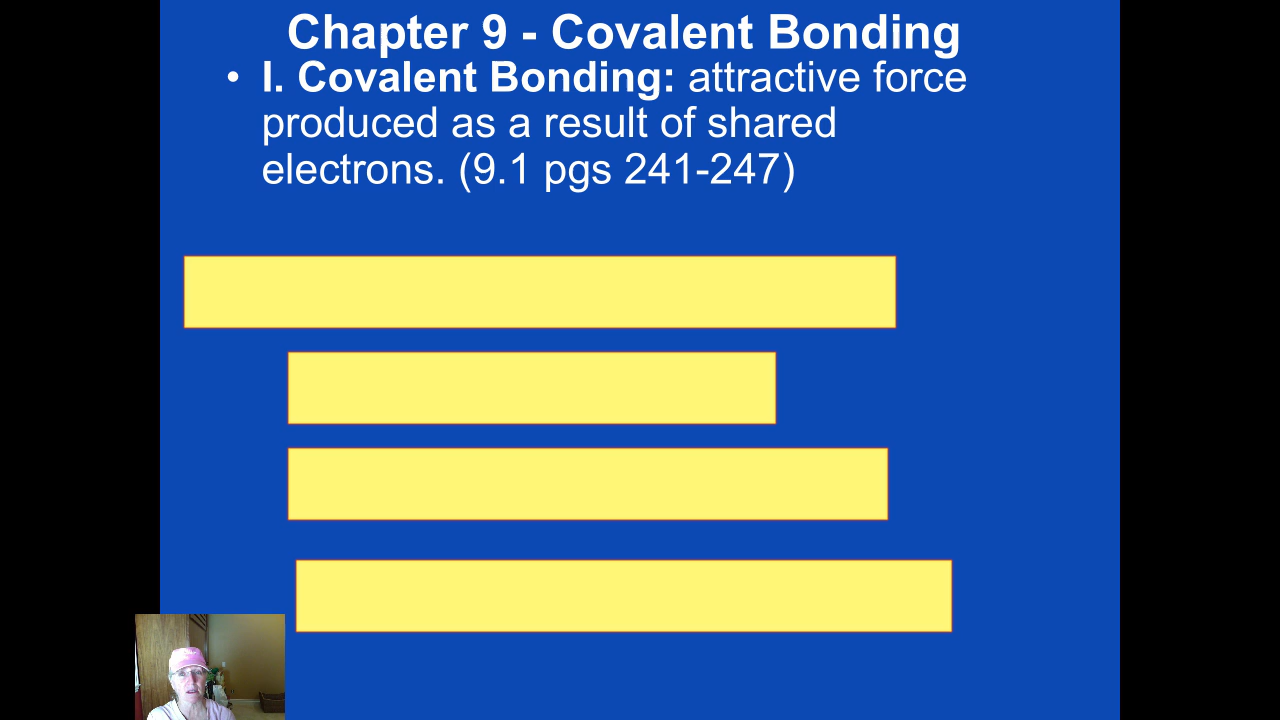 Chapter 9 - Covalent Bonding
• I. Covalent Bonding: attractive force
produced as a result of shared
electrons. (9.1 pgs 241-247)